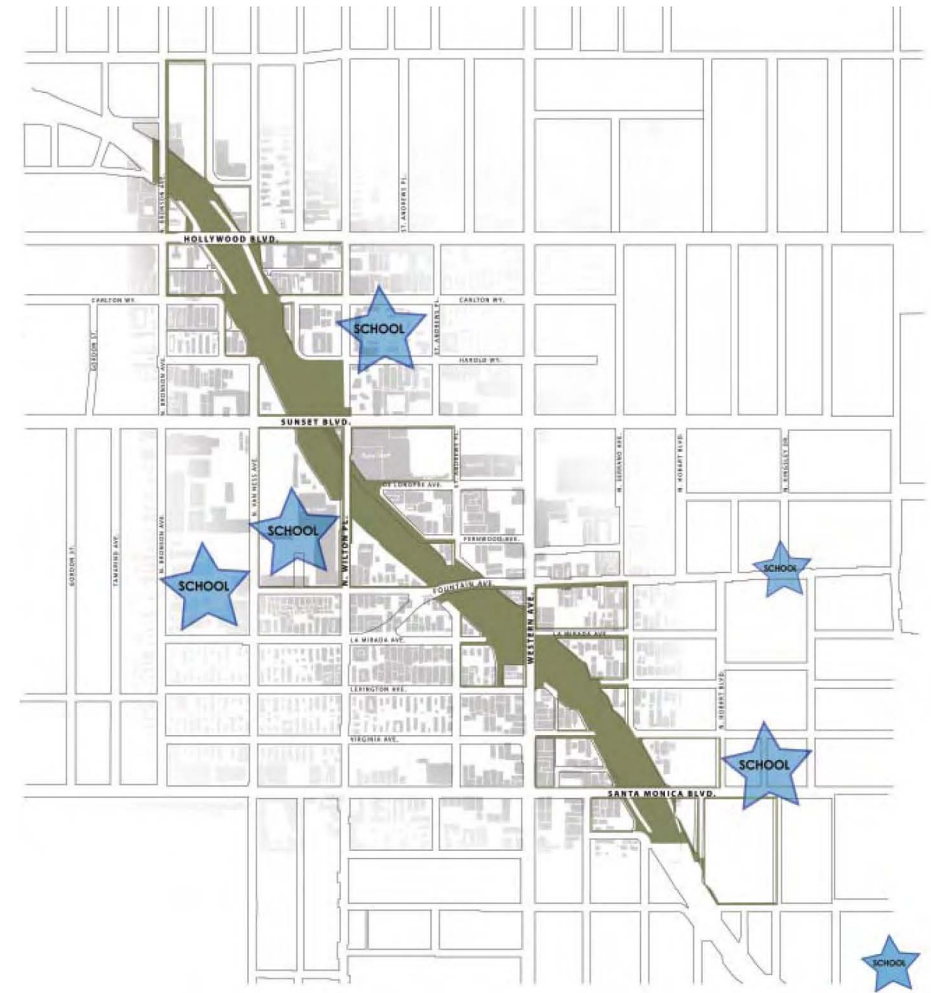 N. BRONSON AVE.
ST. ANDREWS PL.
HOLLYWOOD BLVD.
CARLTON WY.
CARLTON WY.
GORDON ST.
ST. ANDREWS PL.
SCHOOL
HAROLD WY.
N. BRONSON AVE.
SUNSET BLVD.
ST. ANDREWS PL.
N. VAN NESS AVE.
N. SERRANO AVE.
N. HOBART BLVD.
N. KINGSLEY DR.
DE LONGPRE AVE.
SCHOOL
N. WILTON PL.
FERNWOOD AVE.
GORDON ST.
TAMARIND AVE.
N. BRONSON AVE.
SCHOOL
SCHOOL
FOUNTAIN AVE.
WESTERN AVE.
LA MIRADA AVE.
LA MIRADA AVE.
LEXINGTON AVE.
N. HOBART BLVD.
VIRGINIA AVE.
SCHOOL
SANTA MONICA BLVD.
SCHOOL